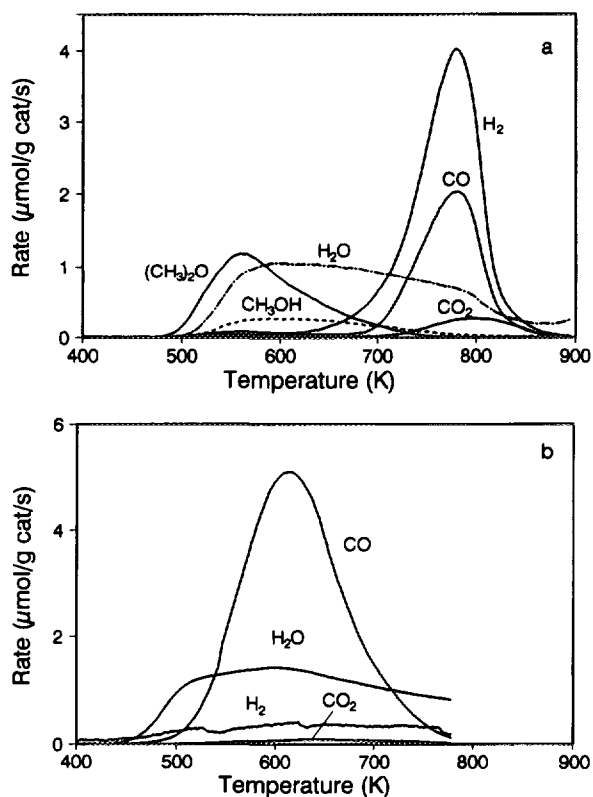 a
4
3
2
1
0
Rate (μmol/g cat/s)
H₂
CO
(CH₃)₂O
H₂O
CH₃OH
CO₂
400 500 600 700 800 900
Temperature (K)
b
6
4
2
0
Rate (μmol/g cat/s)
CO
H₂O
H₂
CO₂
400 500 600 700 800 900
Temperature (K)